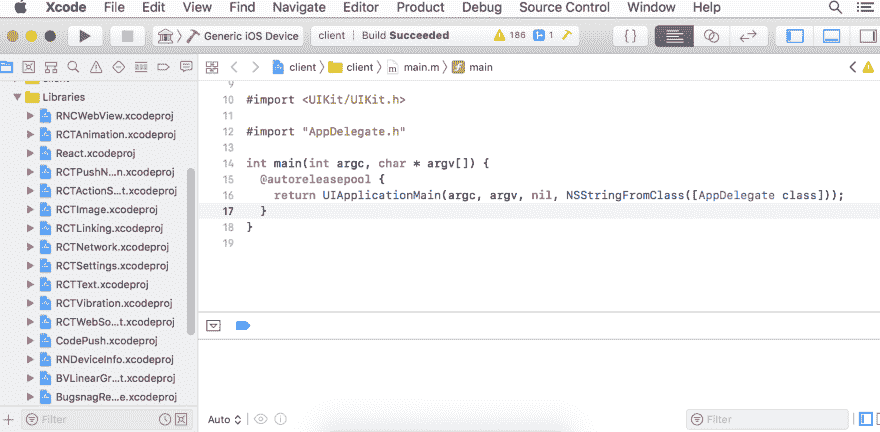 Xcode File Edit View Find Navigate Editor Product Debug Source Control Window Help
Generic iOS Device client | Build Succeeded 186 1
client client main.m main
Libraries
RNCWebView.xcodeproj
RCTAnimation.xcodeproj
React.xcodeproj
RCTPushN...n.xcodeproj
RCTActionS...t.xcodeproj
RCTImage.xcodeproj
RCTLinking.xcodeproj
RCTNetwork.xcodeproj
RCTSettings.xcodeproj
RCTText.xcodeproj
RCTVibration.xcodeproj
RCTWebSo...t.xcodeproj
CodePush.xcodeproj
RNDeviceInfo.xcodeproj
BVLinearGr...t.xcodeproj
BugsnagRe...e.xcodeproj
Filter
9
10 #import <UIKit/UIKit.h>
11
12 #import "AppDelegate.h"
13
14 int main(int argc, char * argv[]) {
15 @autoreleasepool {
16 return UIApplicationMain(argc, argv, nil, NSStringFromClass([AppDelegate class]));
17 }
18 }
19
Auto Filter